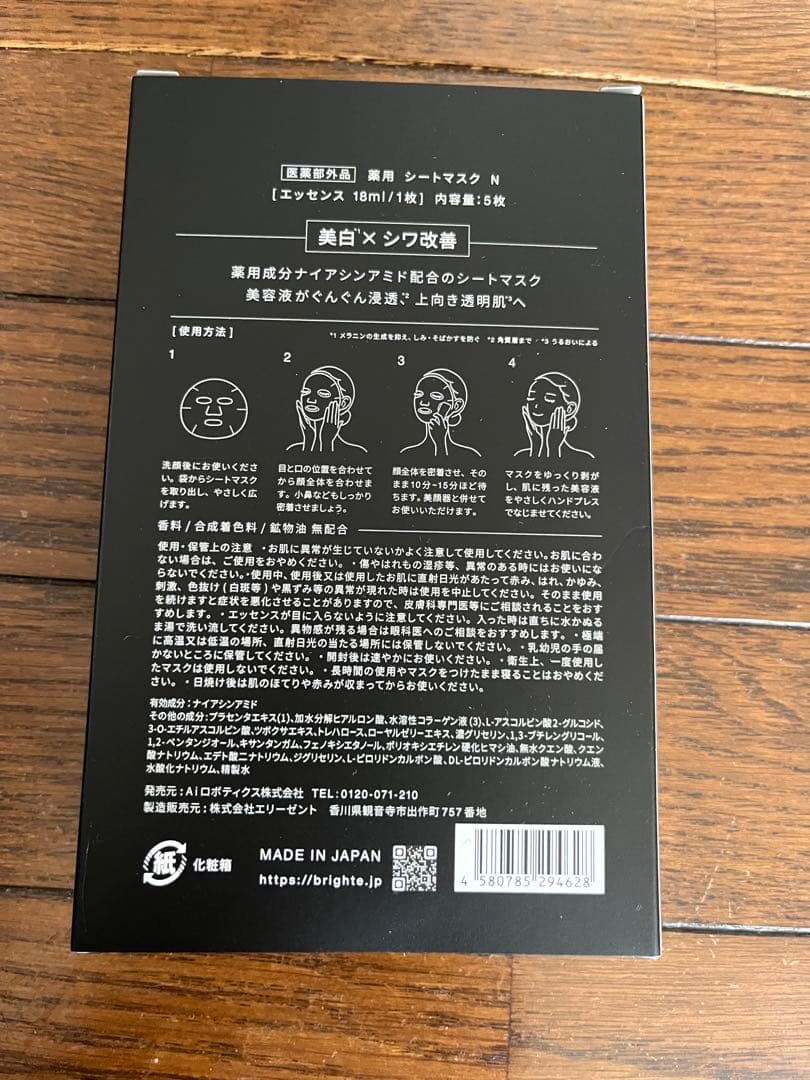 医薬部外品 薬用 シートマスク N
[エッセンス 18ml/1枚] 内容量:5枚
美白*1 × シワ改善
薬用成分ナイアシンアミド配合のシートマスク
美容液がぐんぐん浸透、*2 上向き透明肌*3へ
[使用方法]
*1 メラニンの生成を抑え、しみ・そばかすを防ぐ *2 角質層まで *3 うるおいによる
1
洗顔後にお使いくださ
い。袋からシートマスク
を取り出し、やさしく広
げます。
2
目と口の位置を合わせて
から顔全体を合わせま
す。小鼻などもしっかり
密着させましょう。
3
顔全体を密着させ、その
まま10分~15分ほど待
ちます。美顔器と併せて
お使いいただけます。
4
マスクをゆっくり剥が
し、肌に残った美容液
をやさしくハンドプレス
でなじませてください。
香料/合成着色料/鉱物油 無配合
使用・保管上の注意 ・お肌に異常が生じていないかよく注意して使用してください。お肌に合わ
ない場合は、ご使用をおやめください。 ・傷やはれもの湿疹等、異常のある時にはお使いにな
らないでください。・使用中、使用後又は使用したお肌に直射日光があたって赤み、はれ、かゆみ、
刺激、色抜け(白斑等)や黒ずみ等の異常が現れた時は使用を中止してください。そのまま使用
を続けますと症状を悪化させることがありますので、皮膚科専門医等にご相談されることをおす
すめします。・エッセンスが目に入らないように注意してください。入った時は直ちに水かぬる
ま湯で洗い流してください。異物感が残る場合は眼科医へのご相談をおすすめします。・極端
に高温又は低温の場所、直射日光の当たる場所には保管しないでください。・乳幼児の手の届
かないところに保管してください。・開封後は速やかにお使いください。・衛生上、一度使用し
たマスクは使用しないでください。・長時間の使用やマスクをつけたまま寝ることはおやめくだ
さい。・日焼け後は肌のほてりや赤みが収まってからお使いください。
有効成分:ナイアシンアミド
その他の成分:プラセンタエキス(1)、加水分解ヒアルロン酸、水溶性コラーゲン液(3)、L-アスコルビン酸2-グルコシド、
3-O-エチルアスコルビン酸、ツボクサエキス、トレハロース、ローヤルゼリーエキス、濃グリセリン、1,3-ブチレングリコール、
1,2-ペンタンジオール、キサンタンガム、フェノキシエタノール、ポリオキシエチレン硬化ヒマシ油、無水クエン酸、クエン
酸ナトリウム、エデト酸二ナトリウム、ジグリセリン、L-ピロリドンカルボン酸、DL-ピロリドンカルボン酸ナトリウム液、
水酸化ナトリウム、精製水
発売元:Aiロボティクス株式会社 TEL:0120-071-210
製造販売元:株式会社エリーゼント 香川県観音寺市出作町757番地
紙 化粧箱
MADE IN JAPAN
https://brighte.jp
4 580785 294628